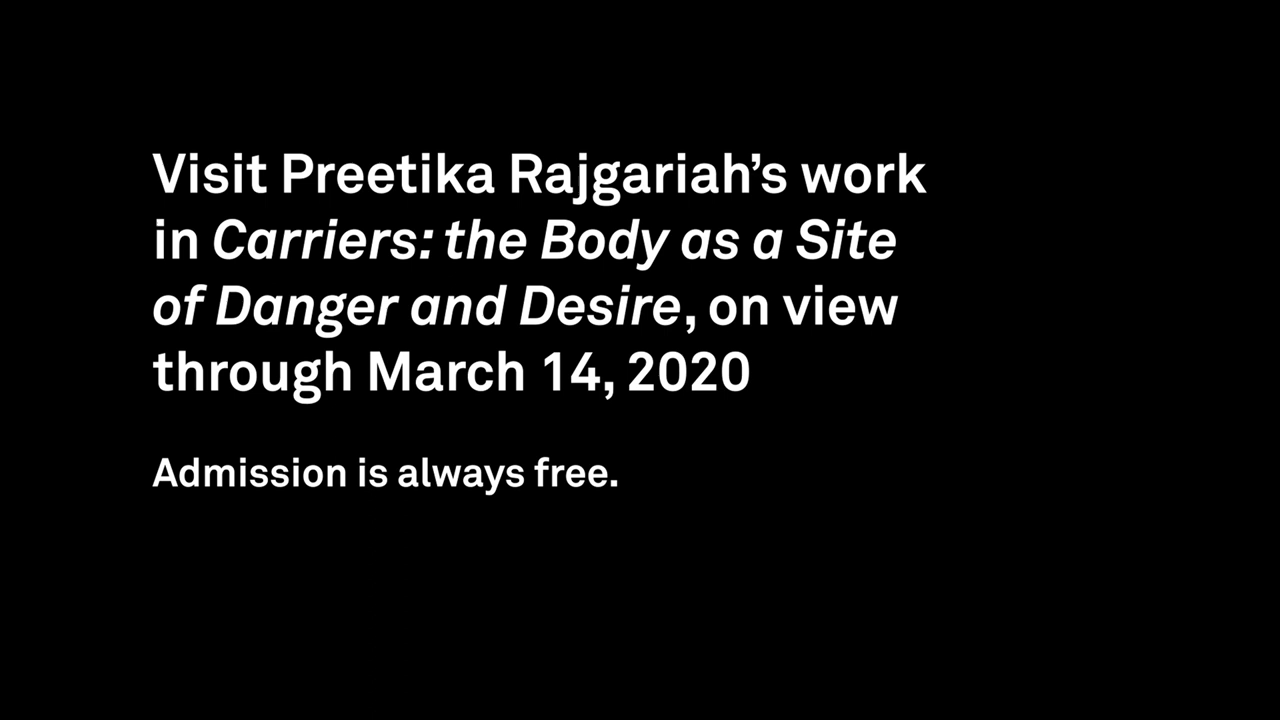 Visit Preetika Rajgariah’s work
in Carriers: the Body as a Site
of Danger and Desire, on view
through March 14, 2020
Admission is always free.